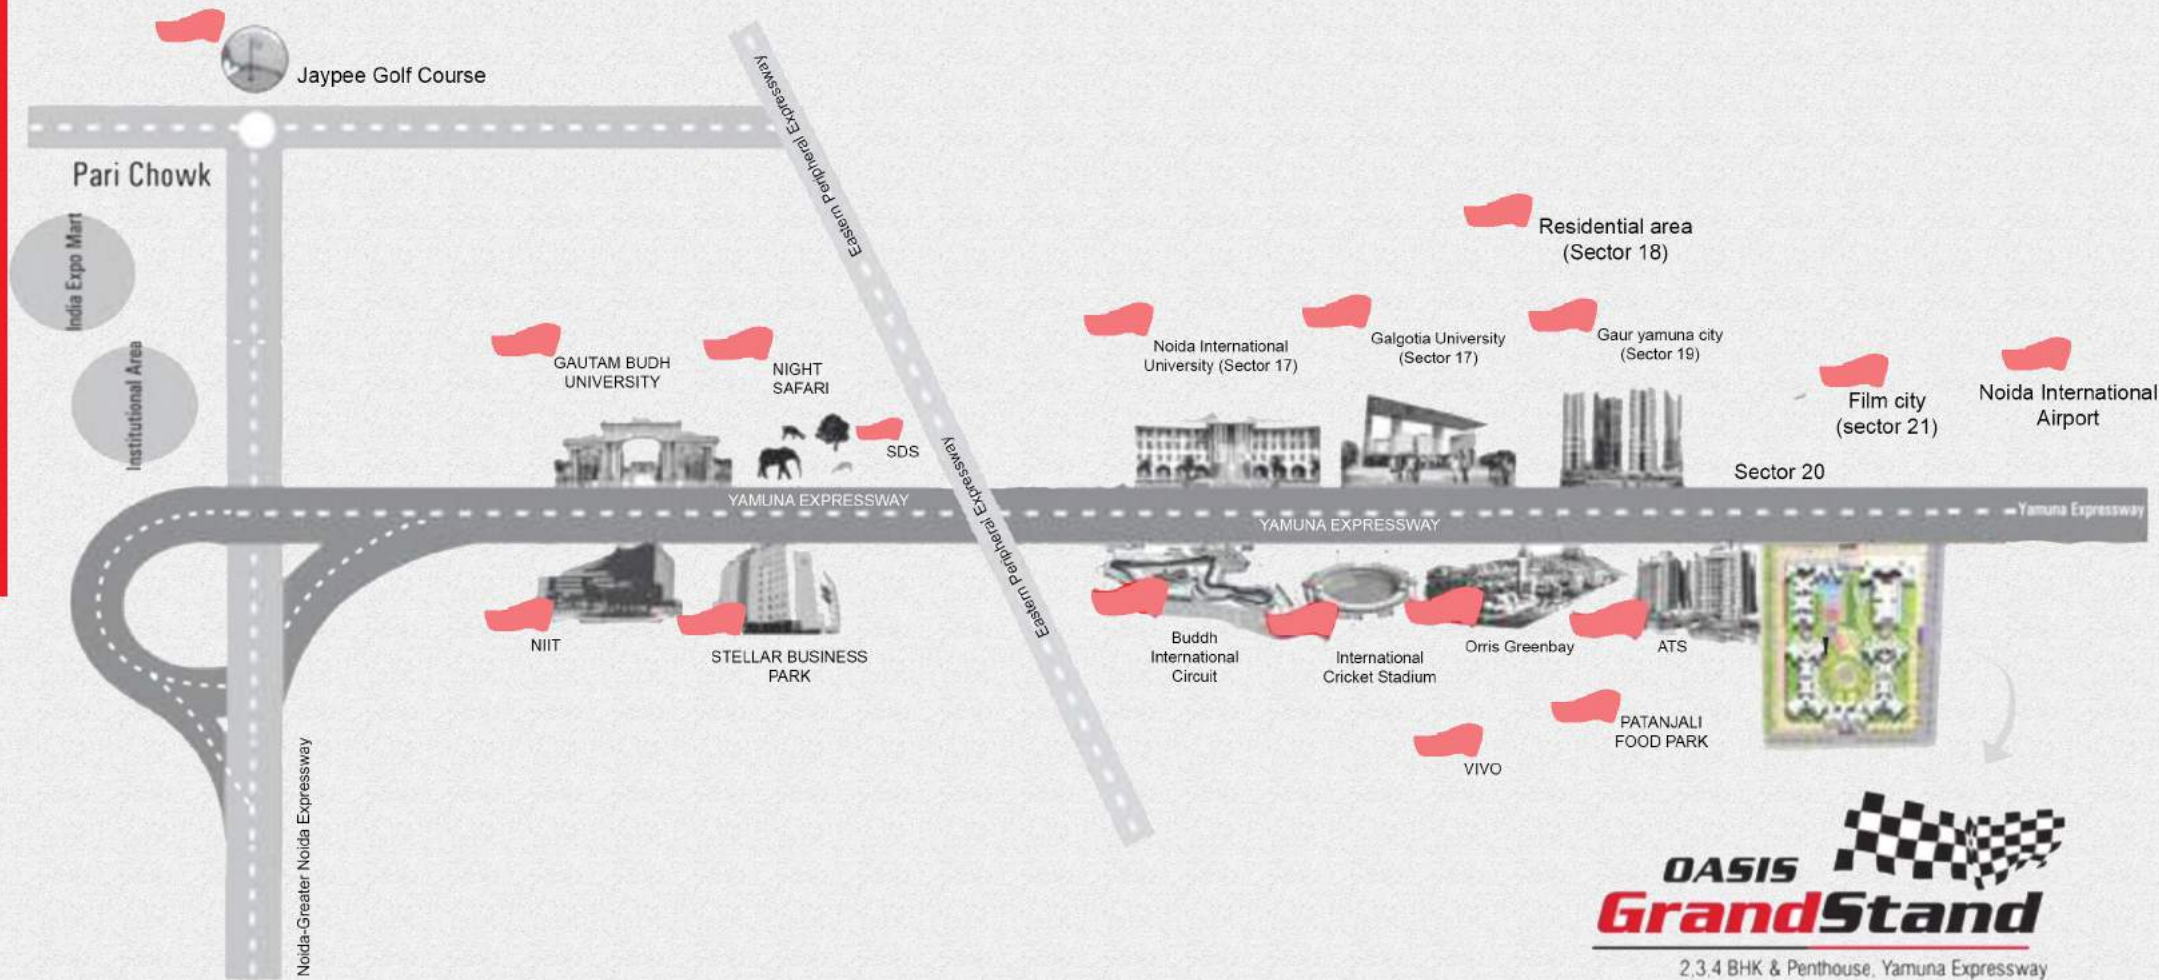 Jaypee Golf Course
Eastern Peripheral Expressway
Pari Chowk
India Expo Mart
Institutional Area
Residential area
(Sector 18)
GAUTAM BUDH
UNIVERSITY
NIGHT
SAFARI
SDS
Noida International
University (Sector 17)
Galgotia University
(Sector 17)
Gaur yamuna city
(Sector 19)
Film city
(sector 21)
Noida International
Airport
Sector 20
YAMUNA EXPRESSWAY
Eastern Peripheral Expressway
YAMUNA EXPRESSWAY
Yamuna Expressway
NIIT
STELLAR BUSINESS
PARK
Buddh
International
Circuit
International
Cricket Stadium
Orris Greenbay
ATS
PATANJALI
FOOD PARK
VIVO
Noida-Greater Noida Expressway
OASIS
GrandStand
2,3,4 BHK & Penthouse, Yamuna Expressway